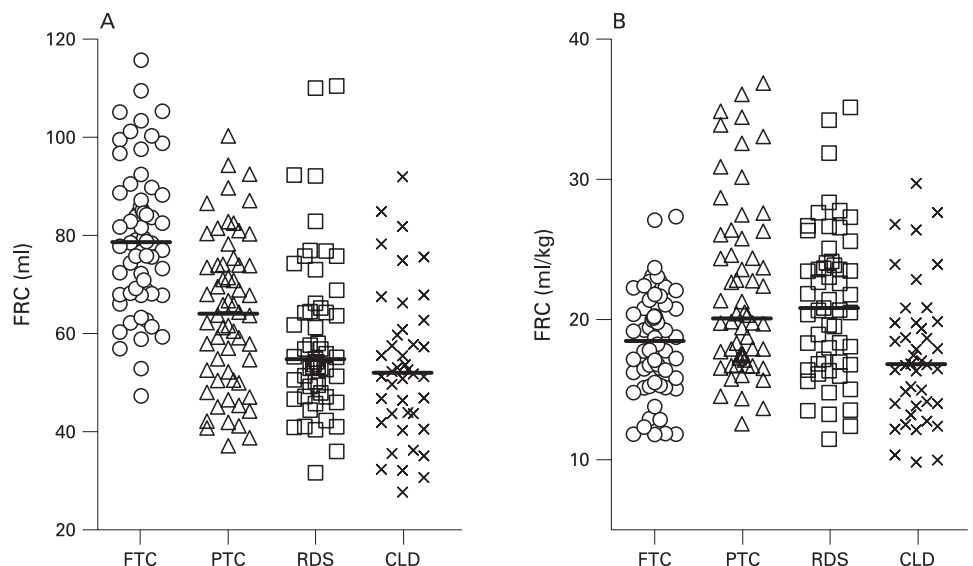 A
FRC (ml)
120
100
80
60
40
20
FTC PTC RDS CLD
B
FRC (ml/kg)
40
30
20
10
FTC PTC RDS CLD